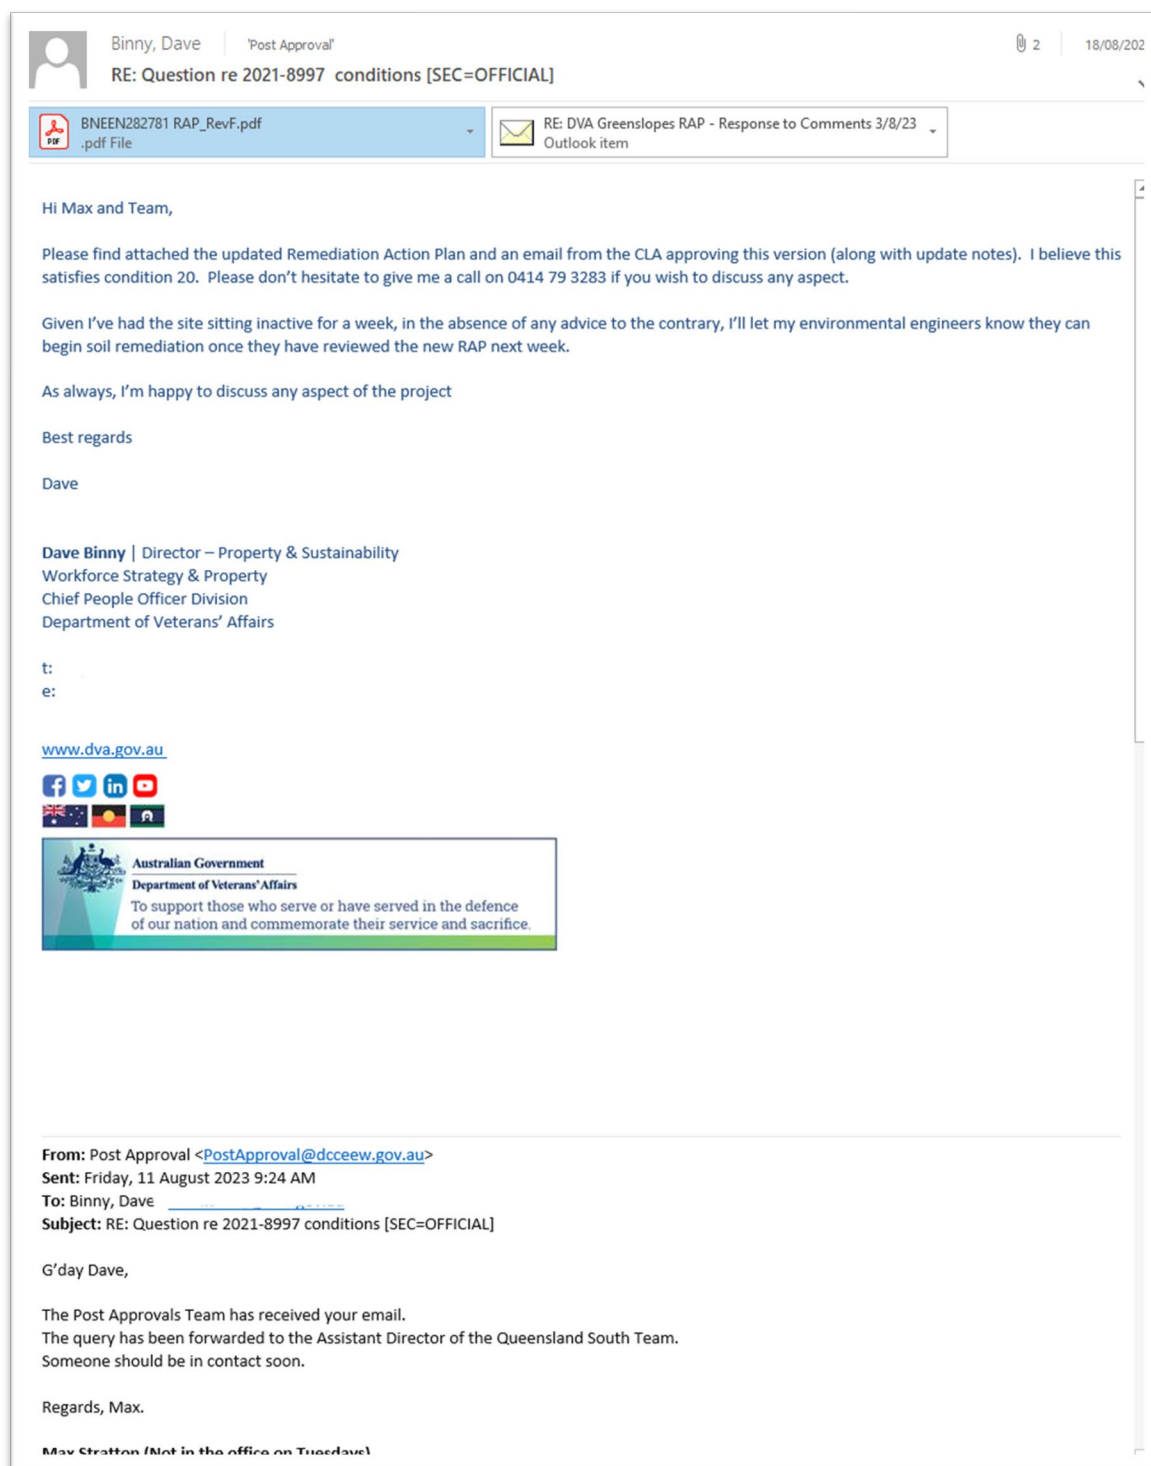 Binny, Dave 'Post Approval' 2 18/08/202
RE: Question re 2021-8997 conditions [SEC=OFFICIAL]
BNEEN282781 RAP_RevF.pdf
.pdf File
RE: DVA Greenslopes RAP - Response to Comments 3/8/23
Outlook item
Hi Max and Team,
Please find attached the updated Remediation Action Plan and an email from the CLA approving this version (along with update notes). I believe this
satisfies condition 20. Please don't hesitate to give me a call on 0414 79 3283 if you wish to discuss any aspect.
Given I've had the site sitting inactive for a week, in the absence of any advice to the contrary, I'll let my environmental engineers know they can
begin soil remediation once they have reviewed the new RAP next week.
As always, I'm happy to discuss any aspect of the project
Best regards
Dave
Dave Binny | Director – Property & Sustainability
Workforce Strategy & Property
Chief People Officer Division
Department of Veterans' Affairs
t:
e:
www.dva.gov.au
Australian Government
Department of Veterans' Affairs
To support those who serve or have served in the defence
of our nation and commemorate their service and sacrifice.
From: Post Approval <PostApproval@dcceew.gov.au>
Sent: Friday, 11 August 2023 9:24 AM
To: Binny, Dave
Subject: RE: Question re 2021-8997 conditions [SEC=OFFICIAL]
G'day Dave,
The Post Approvals Team has received your email.
The query has been forwarded to the Assistant Director of the Queensland South Team.
Someone should be in contact soon.
Regards, Max.
Max Stratton (Not in the office on Tuesdays)